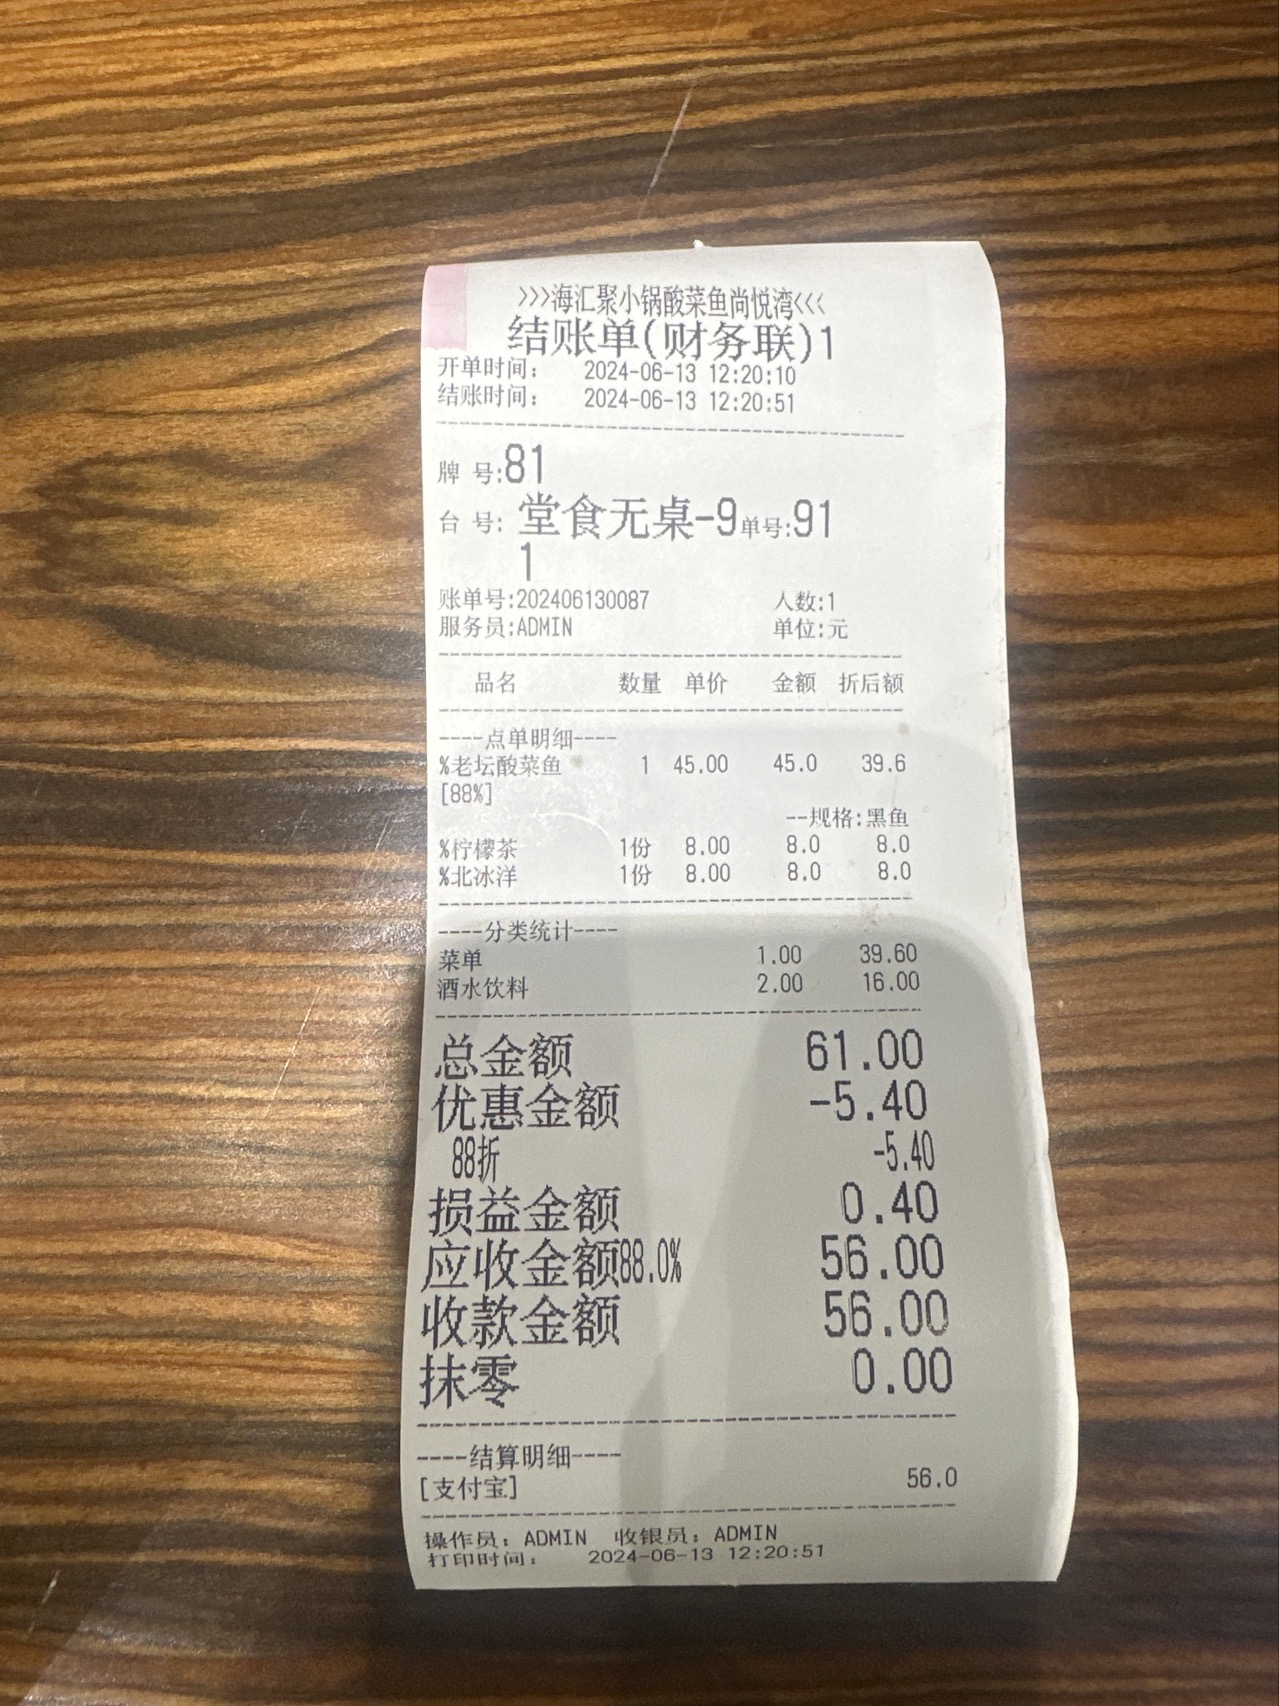 >>>海汇聚小锅酸菜鱼尚悦湾<<<
结账单(财务联)1
开单时间: 2024-06-13 12:20:10
结账时间: 2024-06-13 12:20:51
牌 号:81
台 号: 堂食无桌-9单号:91
1
账单号:202406130087 人数:1
服务员:ADMIN 单位:元
品名 数量 单价 金额 折后额
----点单明细----
%老坛酸菜鱼 1 45.00 45.0 39.6
[88%]
--规格:黑鱼
%柠檬茶 1份 8.00 8.0 8.0
%北冰洋 1份 8.00 8.0 8.0
----分类统计----
菜单 1.00 39.60
酒水饮料 2.00 16.00
总金额 61.00
优惠金额 -5.40
88折 -5.40
损益金额 0.40
应收金额88.0% 56.00
收款金额 56.00
抹零 0.00
----结算明细----
[支付宝] 56.0
操作员: ADMIN 收银员: ADMIN
打印时间: 2024-06-13 12:20:51